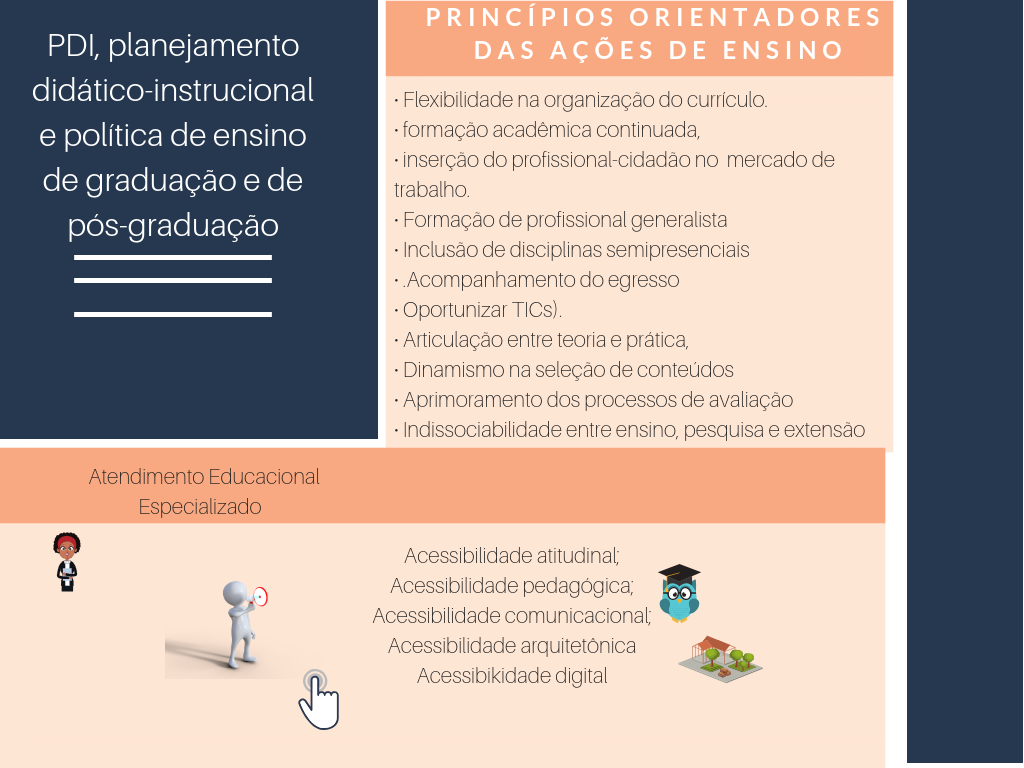 PDI, planejamento
didático-instrucional
e política de ensino
de graduação e de
pós-graduação
PRINCÍPIOS ORIENTADORES
DAS AÇÕES DE ENSINO
• Flexibilidade na organização do currículo.
• formação acadêmica continuada,
• inserção do profissional-cidadão no  mercado de
trabalho.
• Formação de profissional generalista
• Inclusão de disciplinas semipresenciais
• .Acompanhamento do egresso
• Oportunizar TICs).
• Articulação entre teoria e prática,
• Dinamismo na seleção de conteúdos
• Aprimoramento dos processos de avaliação
• Indissociabilidade entre ensino, pesquisa e extensão
Atendimento Educacional
Especializado
Acessibilidade atitudinal;
Acessibilidade pedagógica;
Acessibilidade comunicacional;
Acessibilidade arquitetônica
Acessibikidade digital